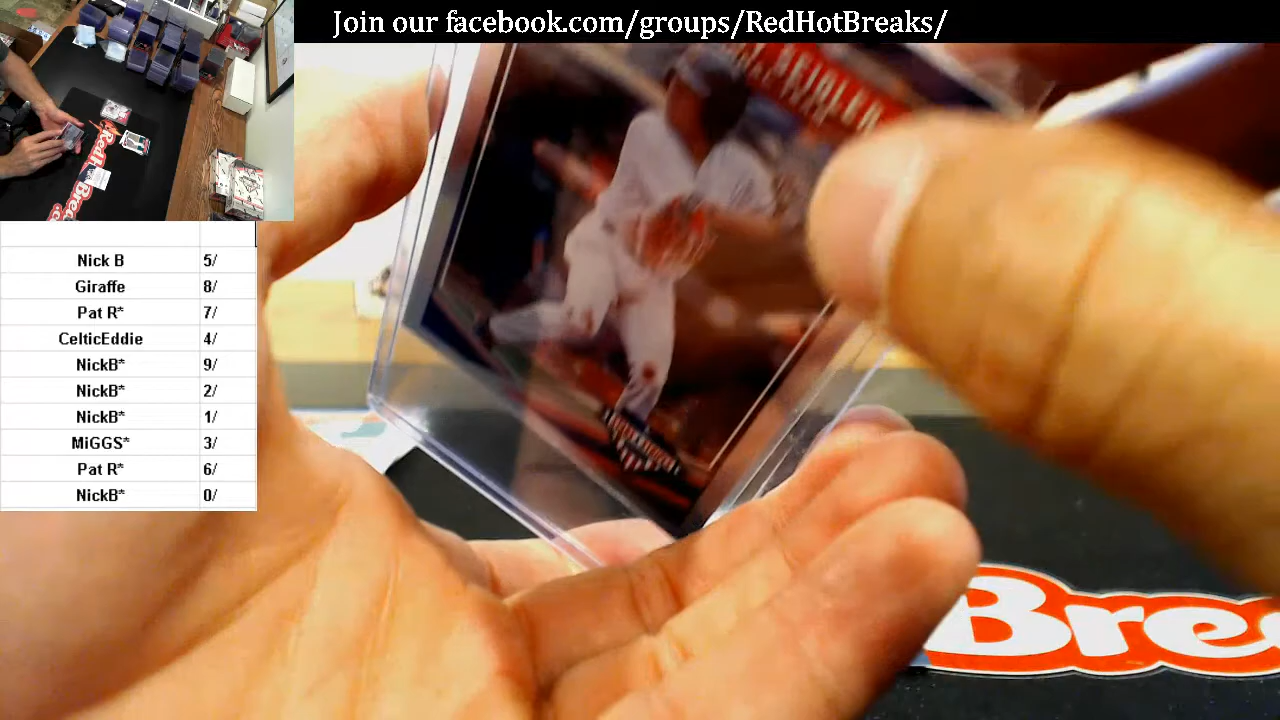 Join our facebook.com/groups/RedHotBreaks/
SEIGLER
Nick B 5/
Giraffe 8/
Pat R* 7/
CelticEddie 4/
NickB* 9/
NickB* 2/
NickB* 1/
MiGGS* 3/
Pat R* 6/
NickB* 0/
Bre